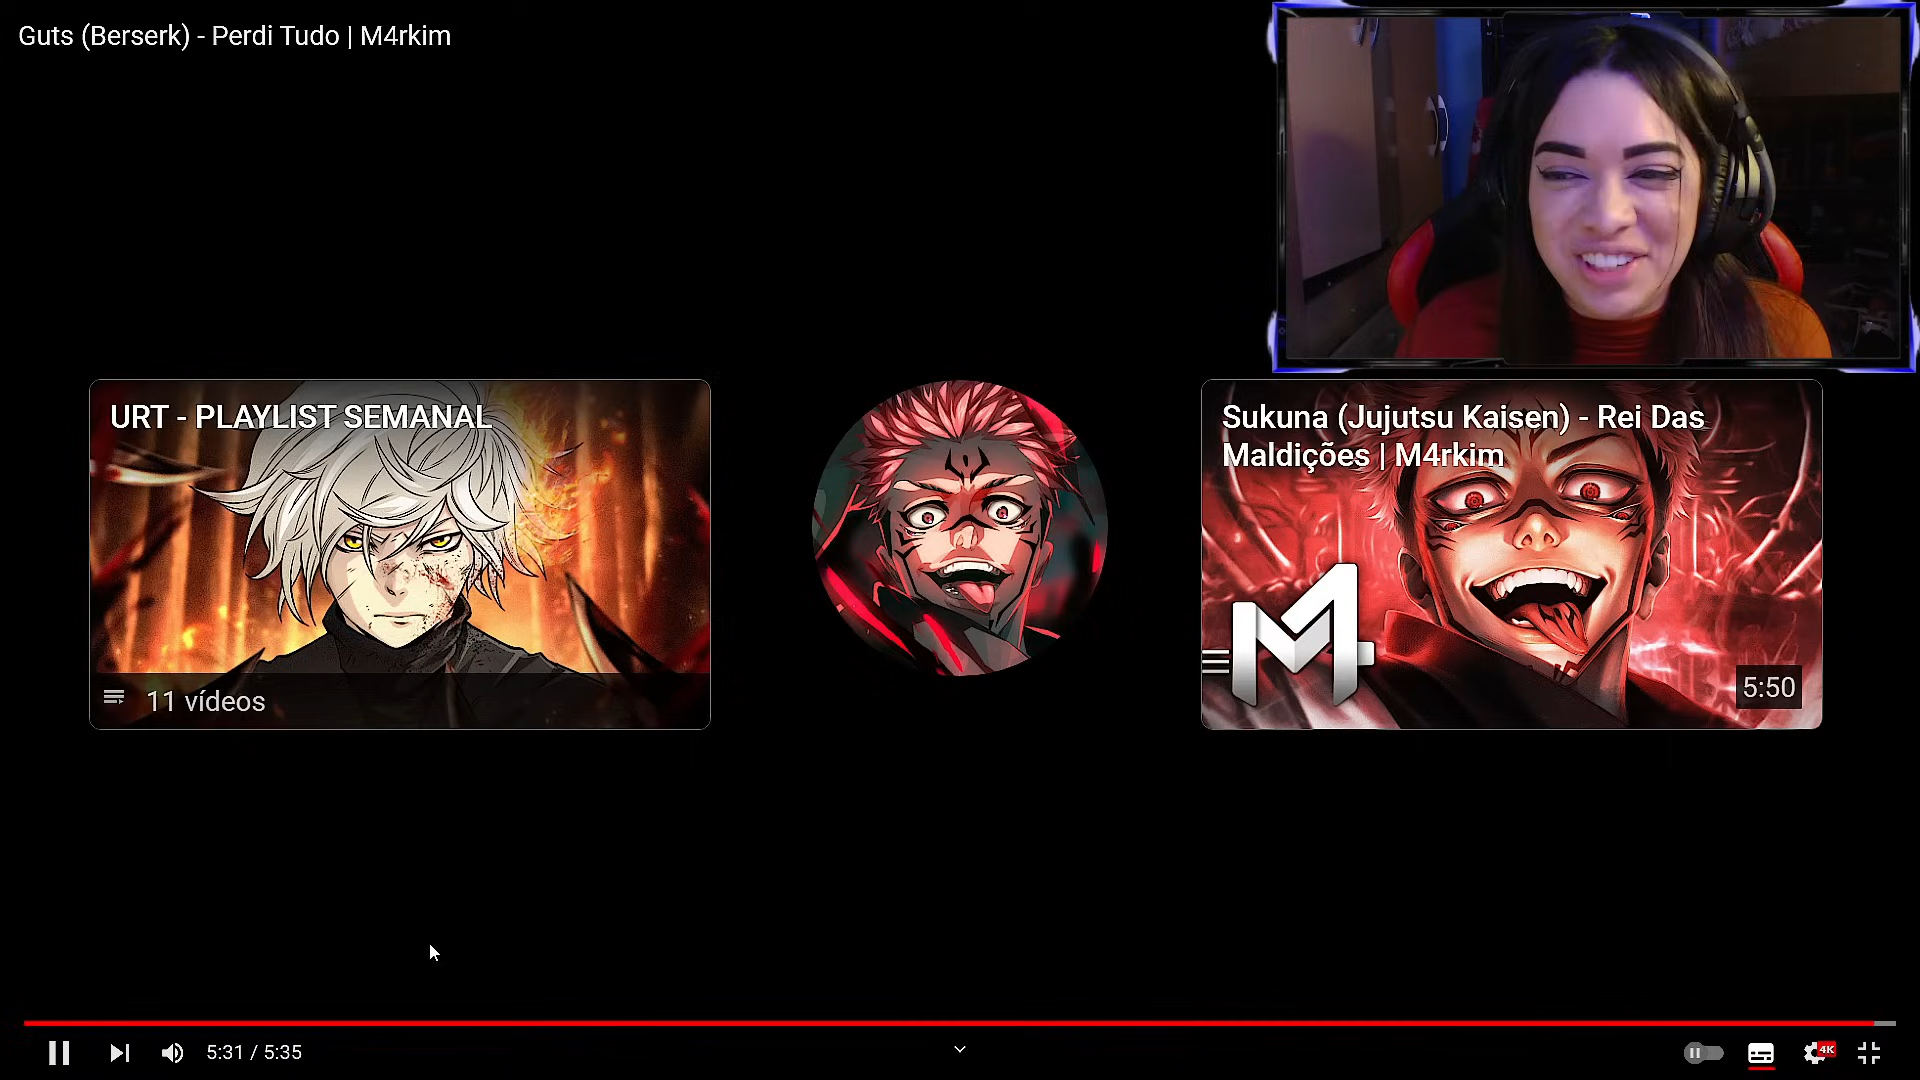 Guts (Berserk) - Perdi Tudo | M4rkim
URT - PLAYLIST SEMANAL
11 vídeos
Sukuna (Jujutsu Kaisen) - Rei Das
Maldições | M4rkim
M4
5:50
5:31 / 5:35
4K